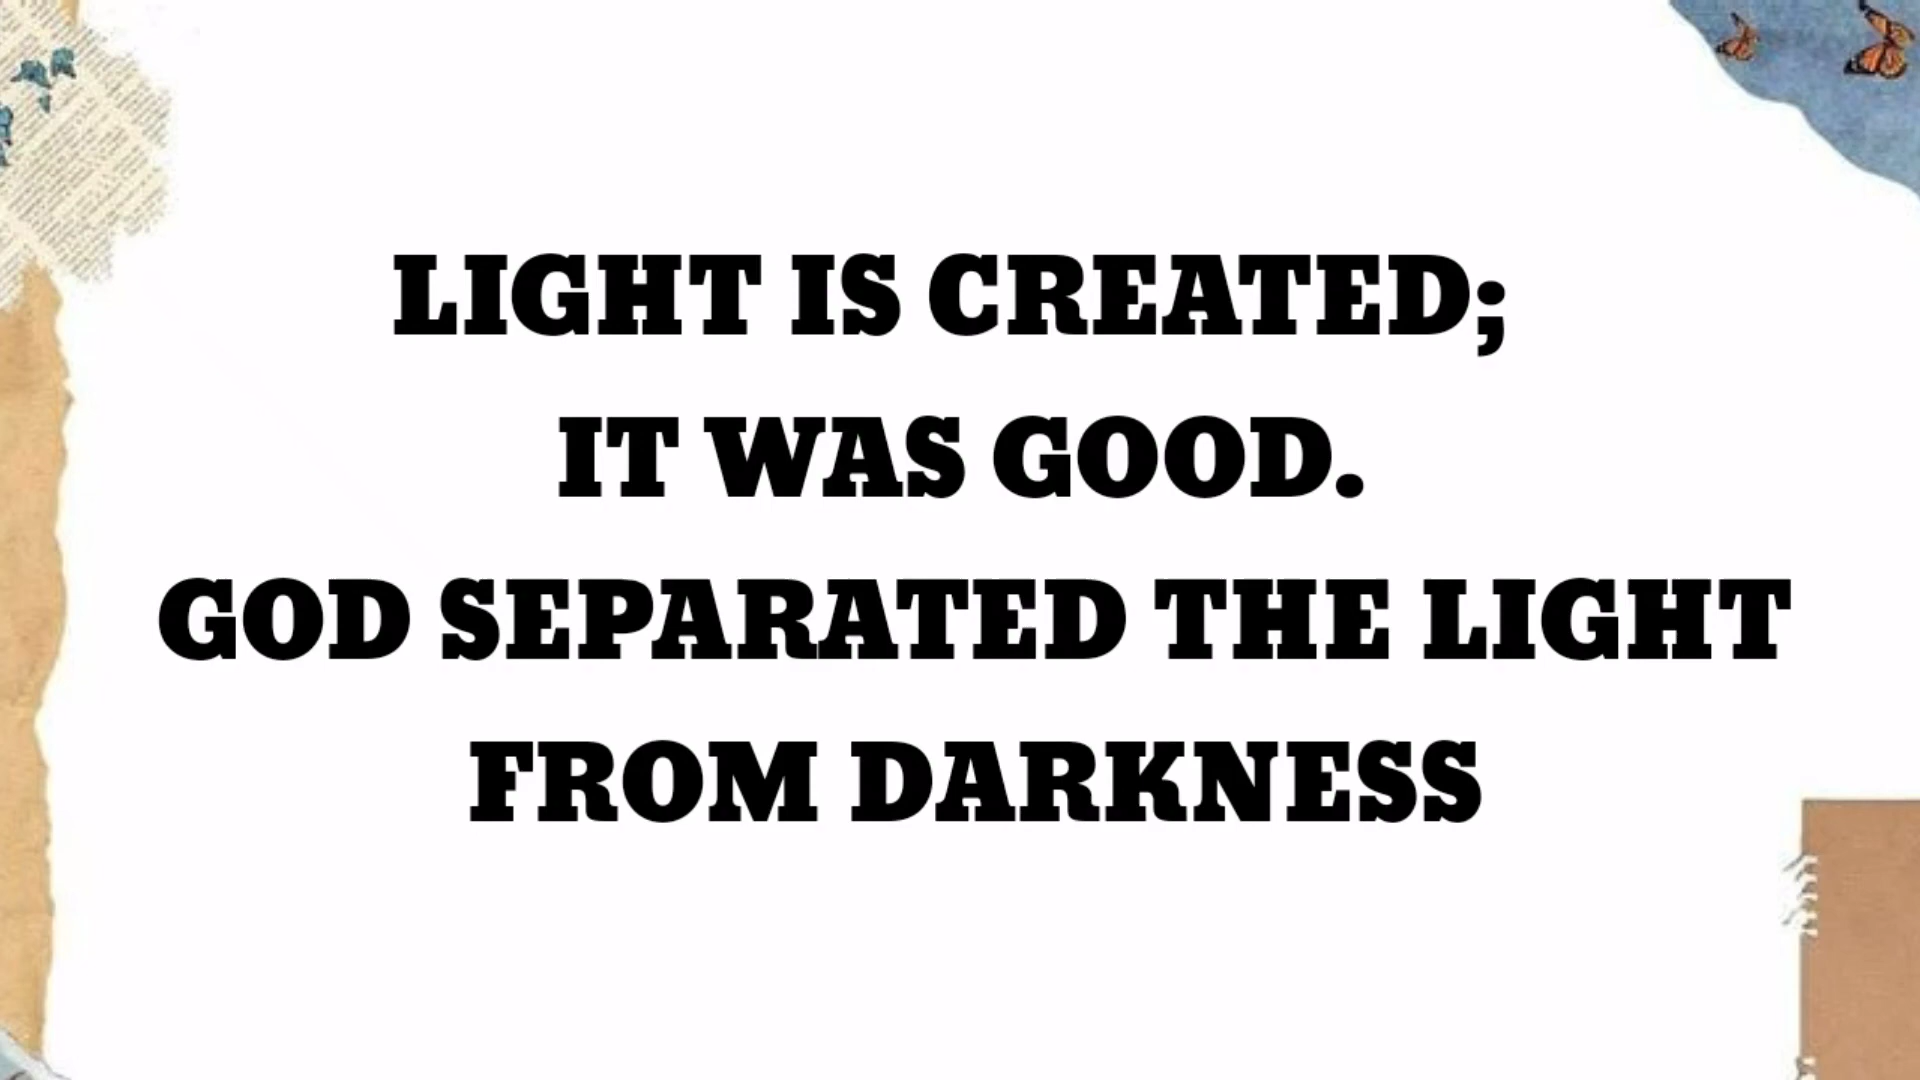 LIGHT IS CREATED;
IT WAS GOOD.
GOD SEPARATED THE LIGHT
FROM DARKNESS